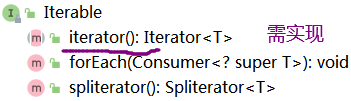 Iterable
iterator(): Iterator<T> 需实现
forEach(Consumer<? super T>): void
spliterator(): Spliterator<T>